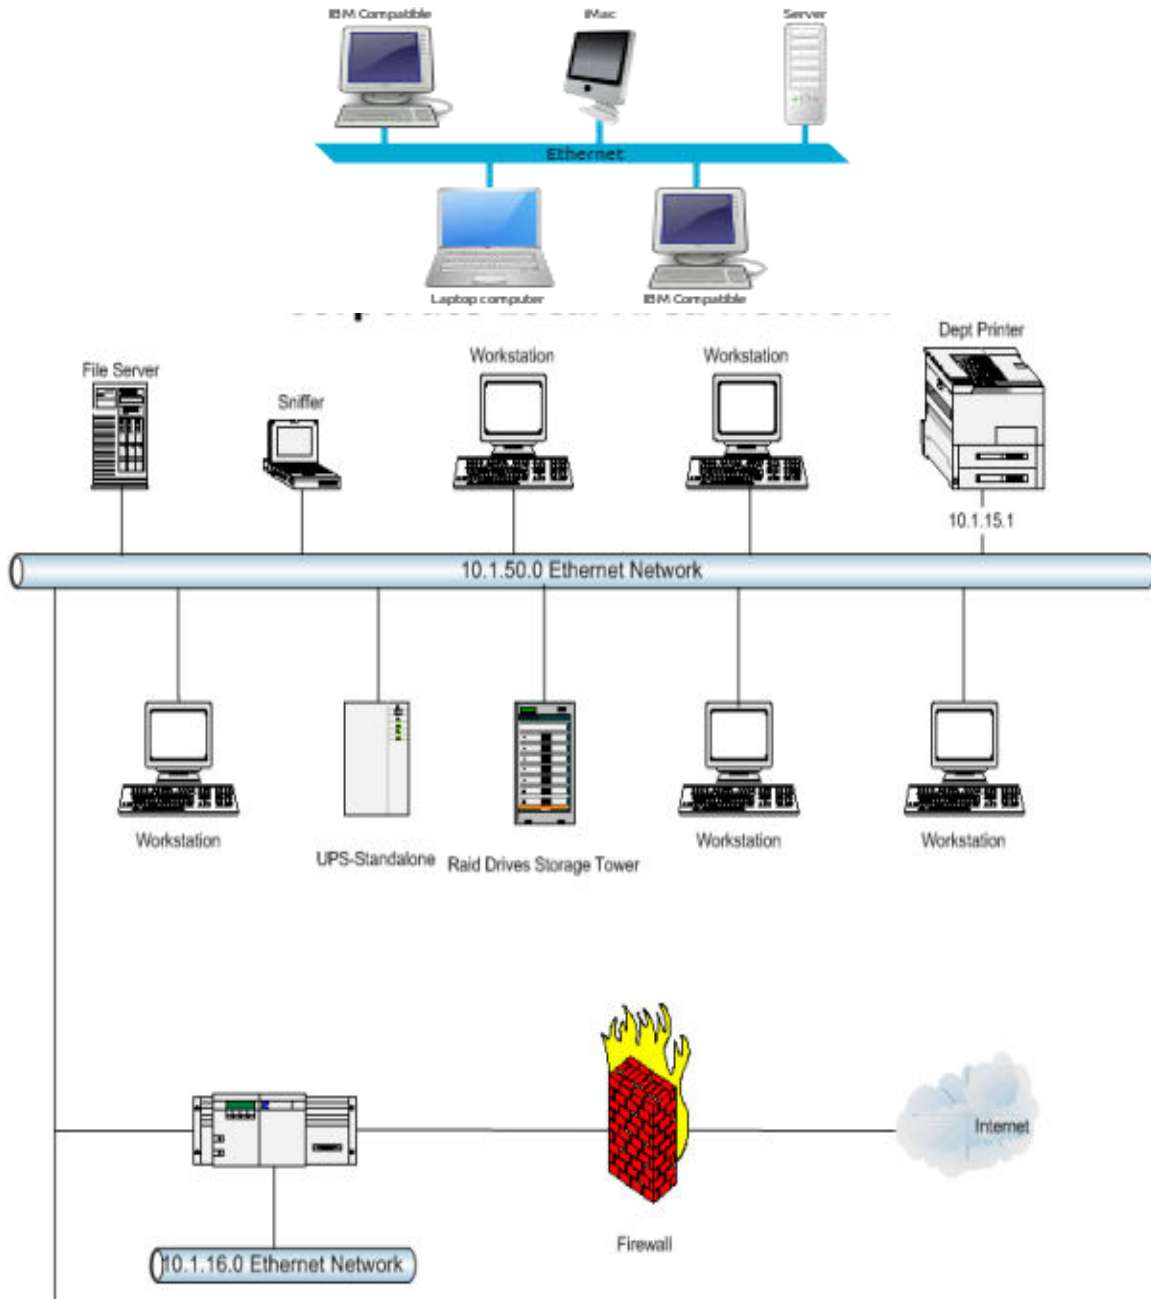 IBM Compatible
iMac
Server
Ethernet
Laptop computer
IBM Compatible
Dept Printer
Workstation
Workstation
File Server
Sniffer
10.1.15.1
10.1.50.0 Ethernet Network
Workstation
UPS-Standalone
Raid Drives Storage Tower
Workstation
Workstation
Internet
Firewall
10.1.16.0 Ethernet Network